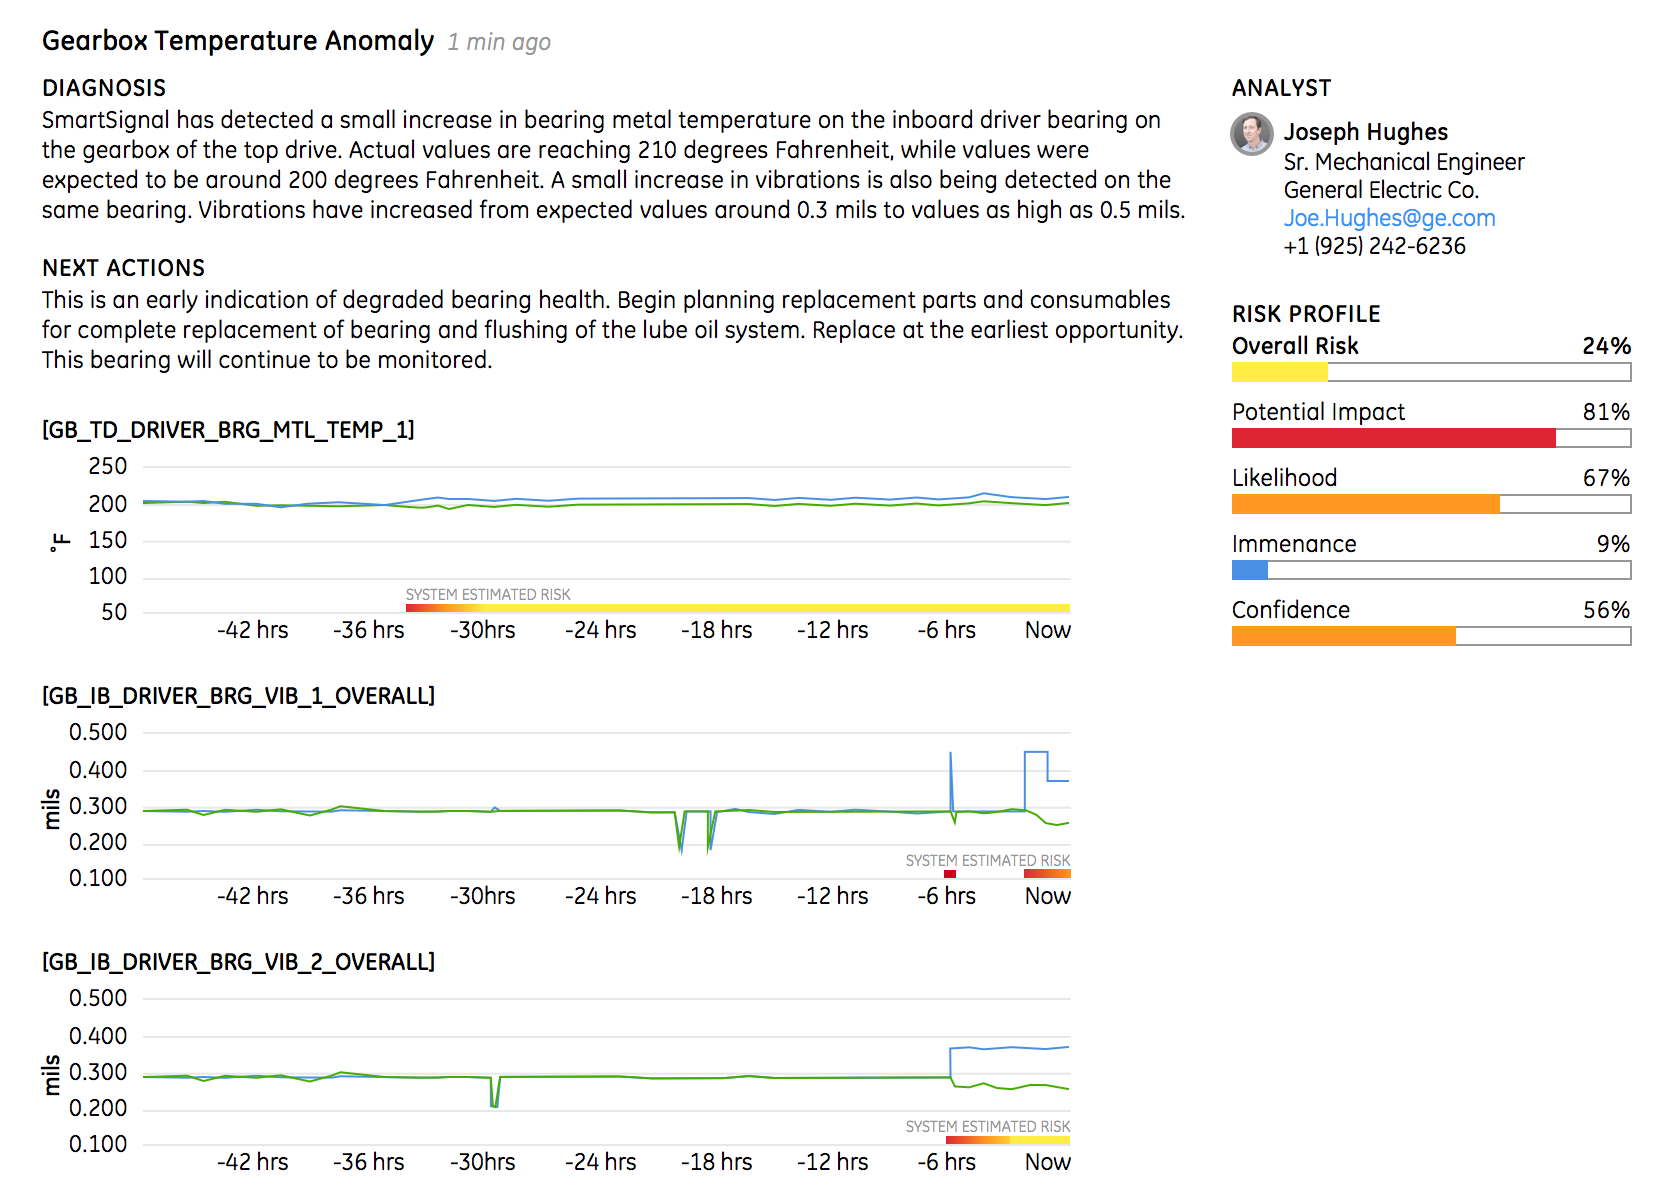 Gearbox Temperature Anomaly 1 min ago
DIAGNOSIS
SmartSignal has detected a small increase in bearing metal temperature on the inboard driver bearing on
the gearbox of the top drive. Actual values are reaching 210 degrees Fahrenheit, while values were
expected to be around 200 degrees Fahrenheit. A small increase in vibrations is also being detected on the
same bearing. Vibrations have increased from expected values around 0.3 mils to values as high as 0.5 mils.
NEXT ACTIONS
This is an early indication of degraded bearing health. Begin planning replacement parts and consumables
for complete replacement of bearing and flushing of the lube oil system. Replace at the earliest opportunity.
This bearing will continue to be monitored.
ANALYST
Joseph Hughes
Sr. Mechanical Engineer
General Electric Co.
Joe.Hughes@ge.com
+1 (925) 242-6236
RISK PROFILE
Overall Risk 24%
Potential Impact 81%
Likelihood 67%
Immenance 9%
Confidence 56%
[GB_TD_DRIVER_BRG_MTL_TEMP_1]
250
200
150
100
50
°F
SYSTEM ESTIMATED RISK
-42 hrs -36 hrs -30hrs -24 hrs -18 hrs -12 hrs -6 hrs Now
[GB_IB_DRIVER_BRG_VIB_1_OVERALL]
0.500
0.400
0.300
0.200
0.100
mils
SYSTEM ESTIMATED RISK
-42 hrs -36 hrs -30hrs -24 hrs -18 hrs -12 hrs -6 hrs Now
[GB_IB_DRIVER_BRG_VIB_2_OVERALL]
0.500
0.400
0.300
0.200
0.100
mils
SYSTEM ESTIMATED RISK
-42 hrs -36 hrs -30hrs -24 hrs -18 hrs -12 hrs -6 hrs Now